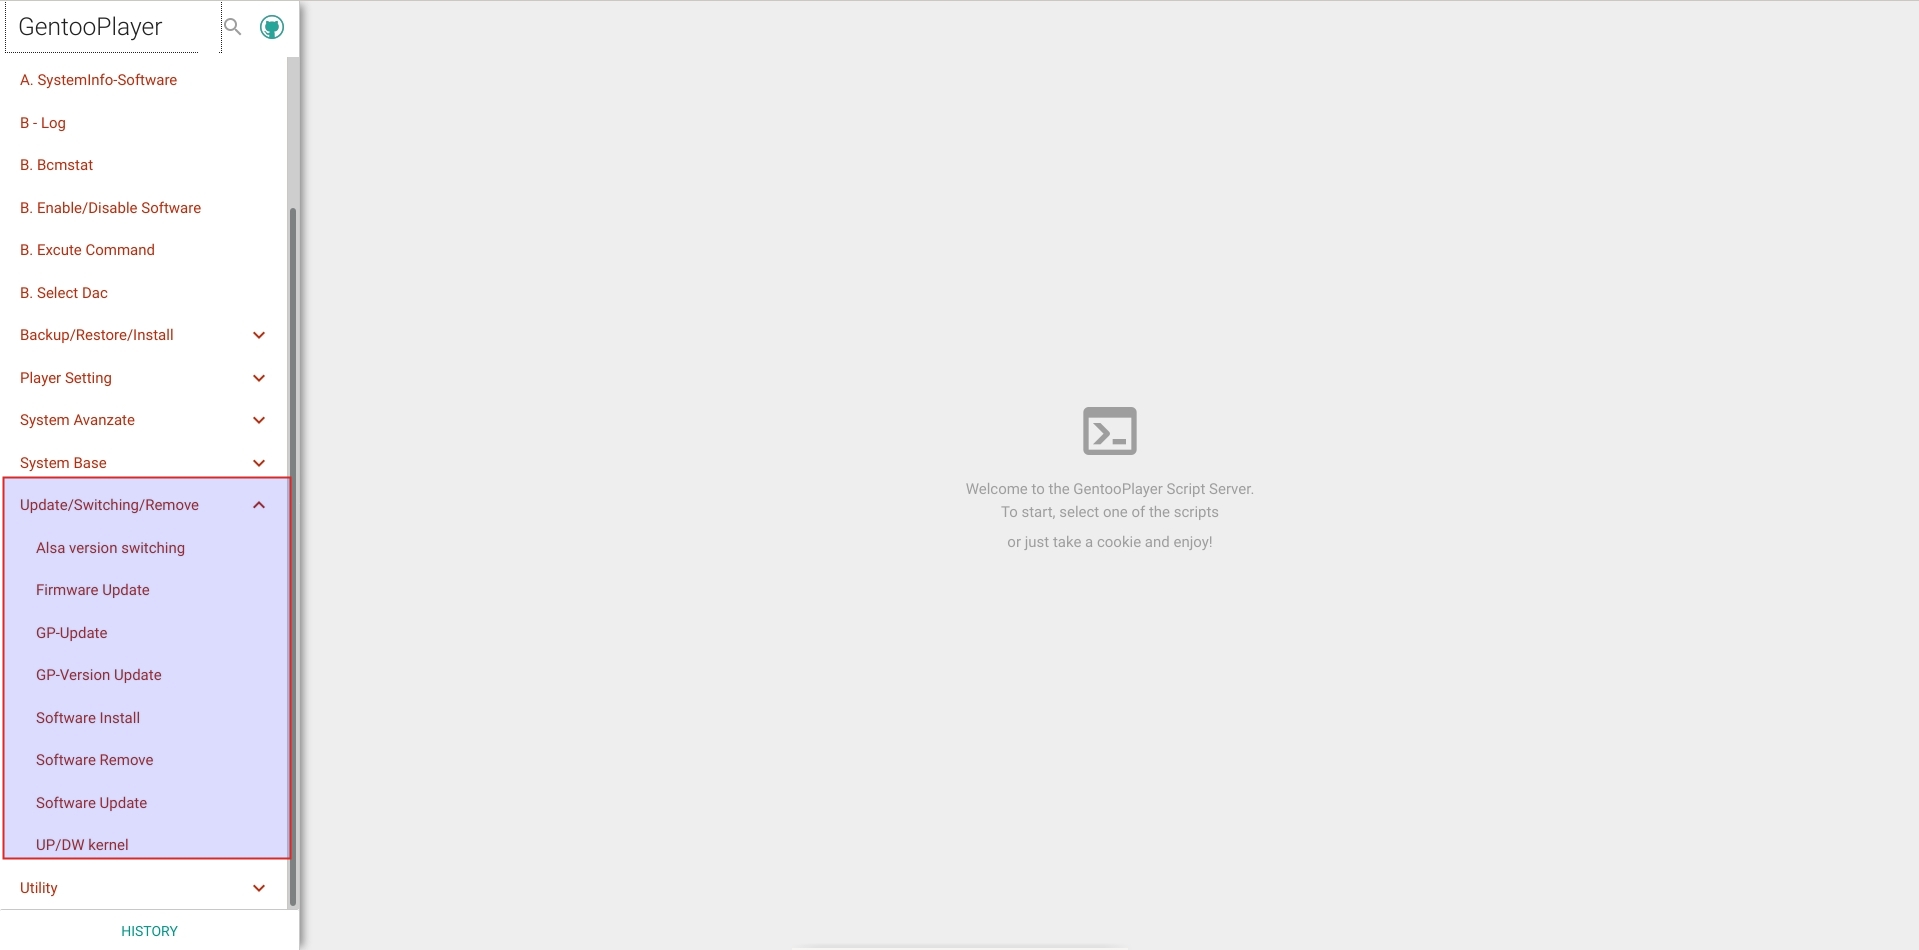 GentooPlayer
A. SystemInfo-Software
B - Log
B. Bcmstat
B. Enable/Disable Software
B. Excute Command
B. Select Dac
Backup/Restore/Install
Player Setting
System Avanzate
System Base
Update/Switching/Remove
Alsa version switching
Firmware Update
GP-Update
GP-Version Update
Software Install
Software Remove
Software Update
UP/DW kernel
Utility
HISTORY
Welcome to the GentooPlayer Script Server.
To start, select one of the scripts
or just take a cookie and enjoy!